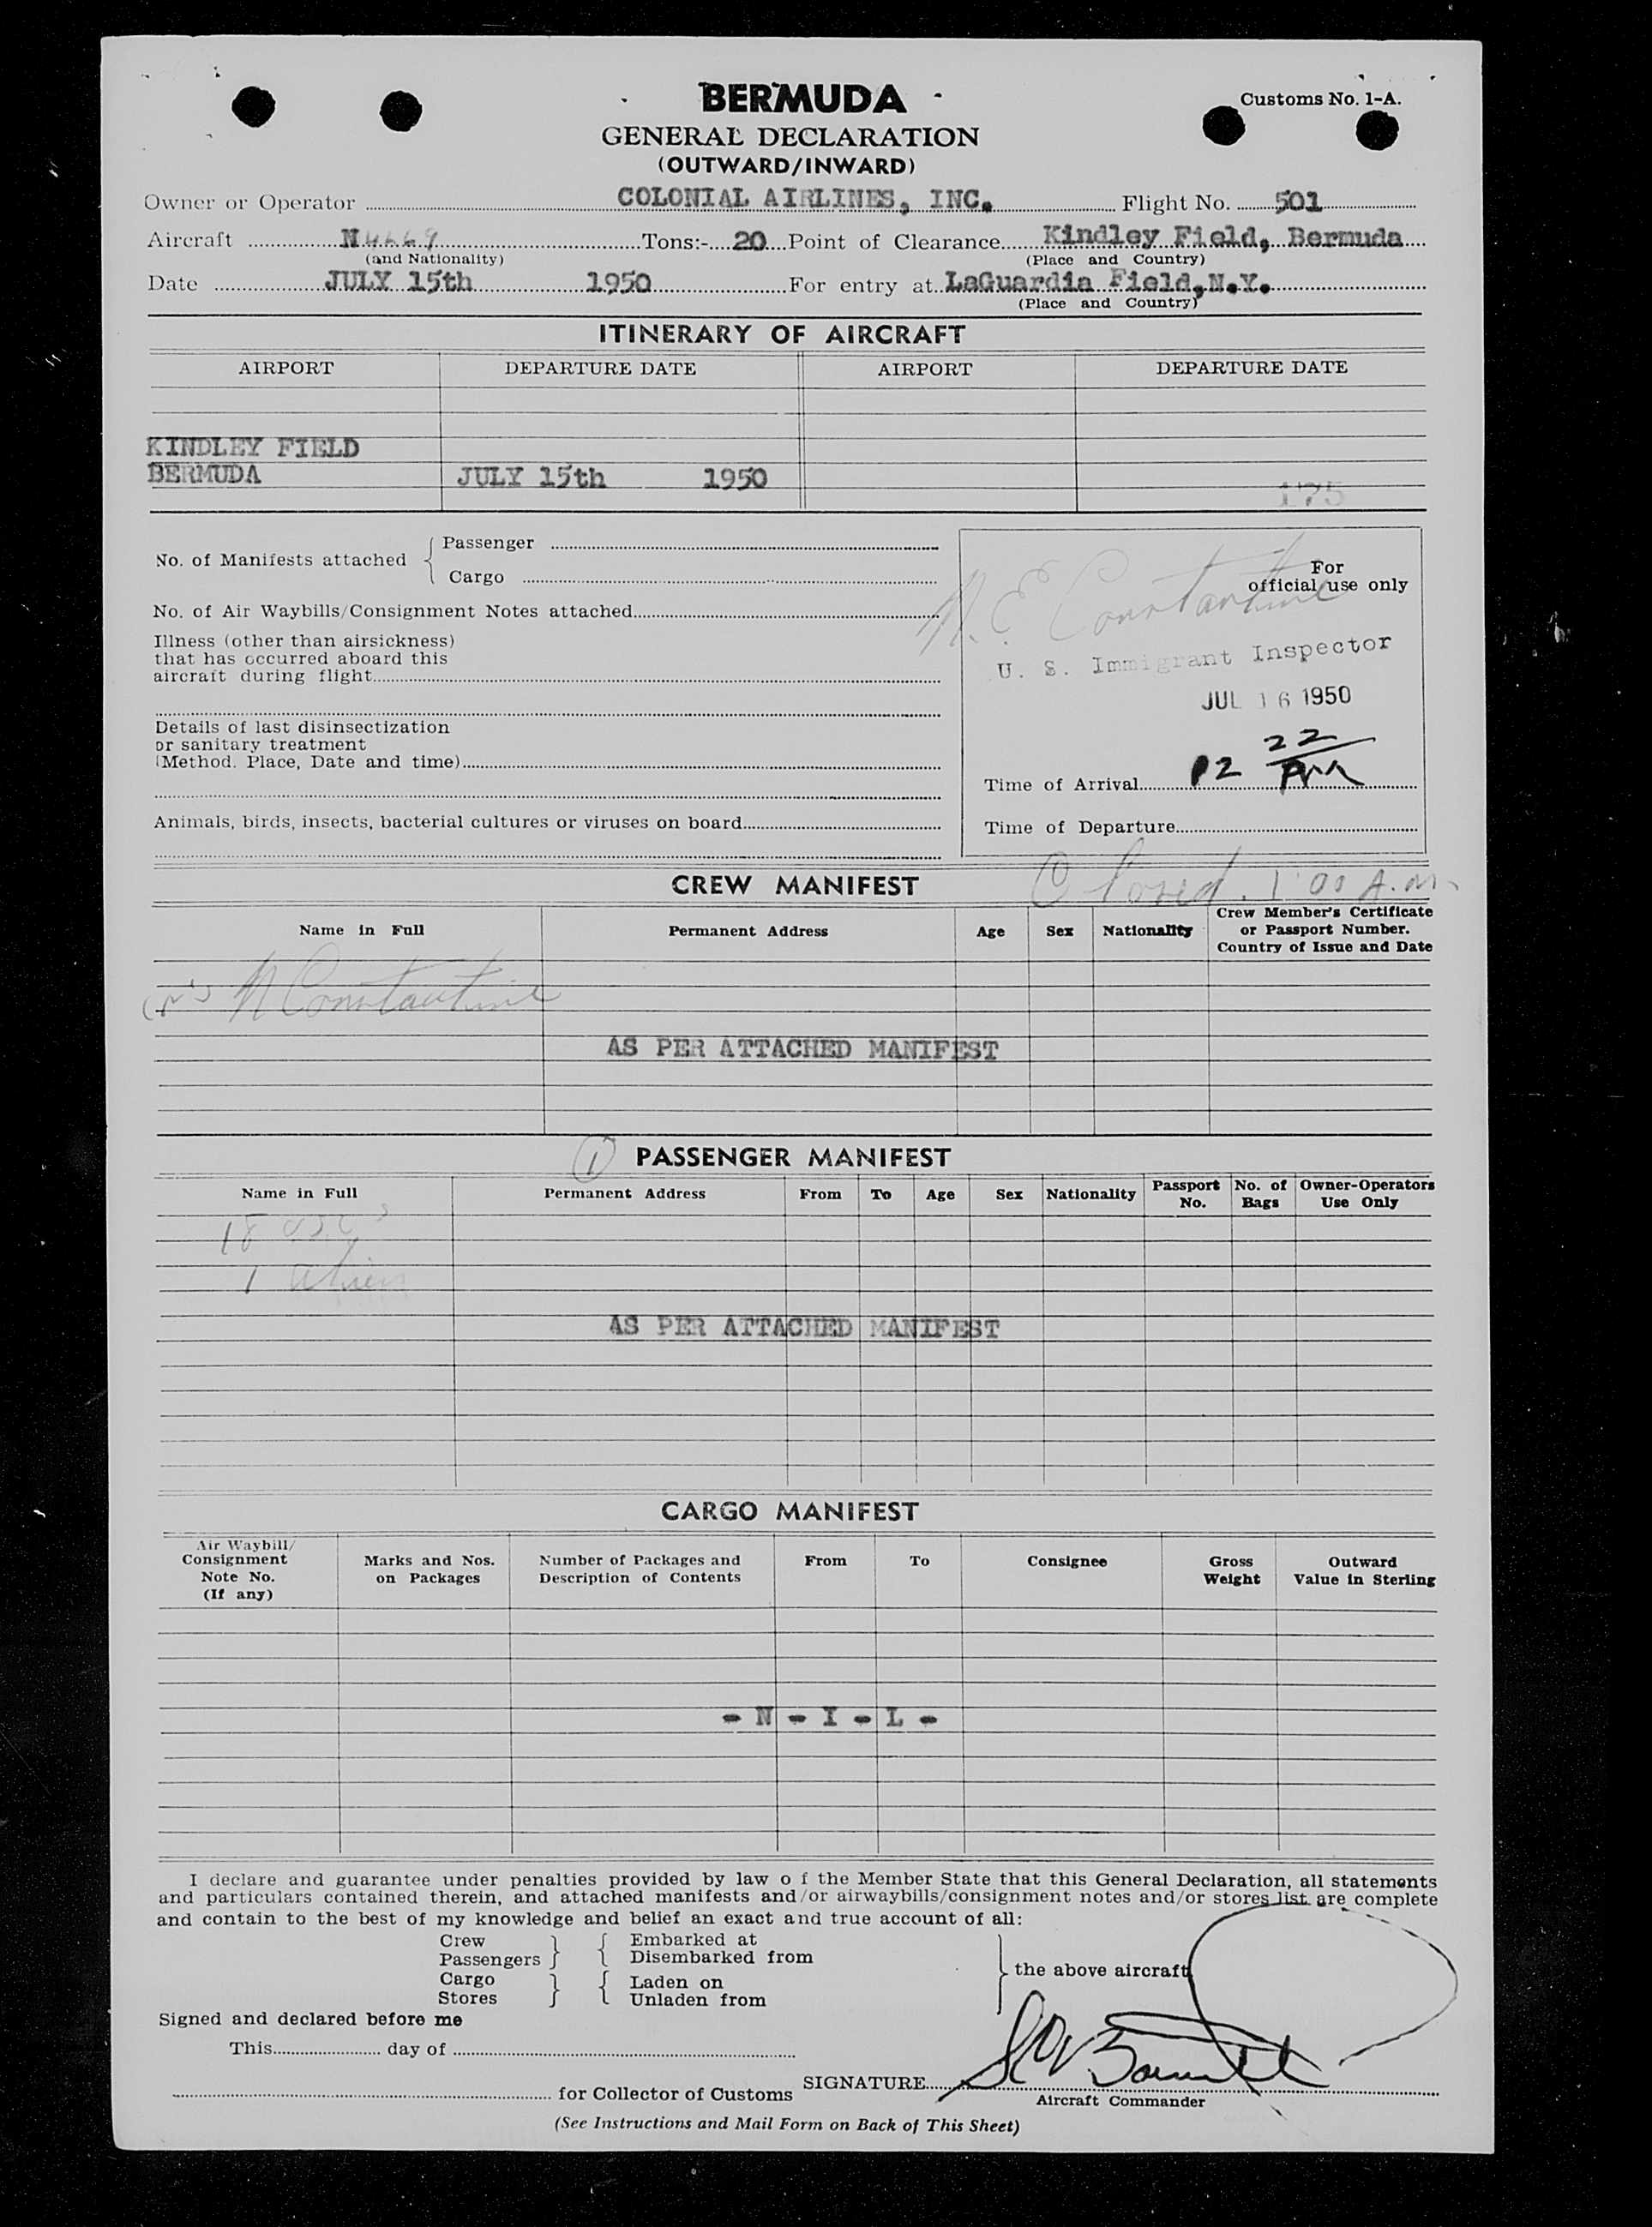 BERMUDA
Customs No. 1-A.
GENERAL DECLARATION
(OUTWARD/INWARD)
Owner or Operator COLONIAL AIRLINES, INC. Flight No. 501
Aircraft N4669 Tons:- 20 Point of Clearance Kindley Field, Bermuda
(and Nationality) (Place and Country)
Date JULY 15th 1950 For entry at LaGuardia Field, N.Y.
(Place and Country)
ITINERARY OF AIRCRAFT
AIRPORT DEPARTURE DATE AIRPORT DEPARTURE DATE
KINDLEY FIELD
BERMUDA JULY 15th 1950
175
No. of Manifests attached { Passenger
Cargo
No. of Air Waybills/Consignment Notes attached
Illness (other than airsickness)
that has occurred aboard this
aircraft during flight
Details of last disinsectization
or sanitary treatment
(Method. Place, Date and time)
Animals, birds, insects, bacterial cultures or viruses on board
For
official use only
N. E. Constantine
U. S. Immigrant Inspector
JUL 16 1950
Time of Arrival 12 22 PM
Time of Departure
Closed. 1:00 A.M.
CREW MANIFEST
Name in Full Permanent Address Age Sex Nationality Crew Member's Certificate
or Passport Number.
Country of Issue and Date
N Constantine
AS PER ATTACHED MANIFEST
1 PASSENGER MANIFEST
Name in Full Permanent Address From To Age Sex Nationality Passport No. No. of Bags Owner-Operators Use Only
18 USC's
1 Alien
AS PER ATTACHED MANIFEST
CARGO MANIFEST
Air Waybill/
Consignment
Note No.
(If any)
Marks and Nos.
on Packages
Number of Packages and
Description of Contents
From To Consignee
Gross
Weight
Outward
Value in Sterling
- N - I - L -
I declare and guarantee under penalties provided by law o f the Member State that this General Declaration, all statements
and particulars contained therein, and attached manifests and/or airwaybills/consignment notes and/or stores list are complete
and contain to the best of my knowledge and belief an exact and true account of all:
Crew } { Embarked at
Passengers } { Disembarked from
Cargo } { Laden on
Stores } { Unladen from
} the above aircraft
Signed and declared before me
This day of
for Collector of Customs
SIGNATURE
Aircraft Commander
(See Instructions and Mail Form on Back of This Sheet)